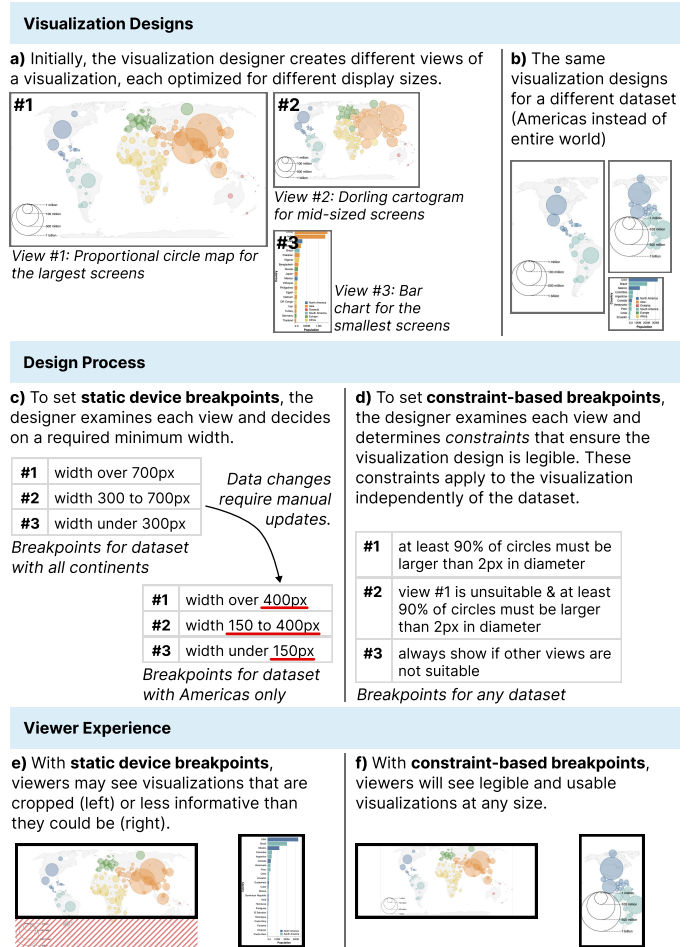 Visualization Designs
a) Initially, the visualization designer creates different views of
a visualization, each optimized for different display sizes.
#1
#2
View #2: Dorling cartogram
for mid-sized screens
View #1: Proportional circle map for
the largest screens
#3
View #3: Bar
chart for the
smallest screens
b) The same
visualization designs
for a different dataset
(Americas instead of
entire world)
Design Process
c) To set static device breakpoints, the
designer examines each view and decides
on a required minimum width.
#1 width over 700px
#2 width 300 to 700px
#3 width under 300px
Breakpoints for dataset
with all continents
Data changes
require manual
updates.
#1 width over 400px
#2 width 150 to 400px
#3 width under 150px
Breakpoints for dataset
with Americas only
d) To set constraint-based breakpoints,
the designer examines each view and
determines constraints that ensure the
visualization design is legible. These
constraints apply to the visualization
independently of the dataset.
#1 at least 90% of circles must be
larger than 2px in diameter
#2 view #1 is unsuitable & at least
90% of circles must be larger
than 2px in diameter
#3 always show if other views are
not suitable
Breakpoints for any dataset
Viewer Experience
e) With static device breakpoints,
viewers may see visualizations that are
cropped (left) or less informative than
they could be (right).
f) With constraint-based breakpoints,
viewers will see legible and usable
visualizations at any size.